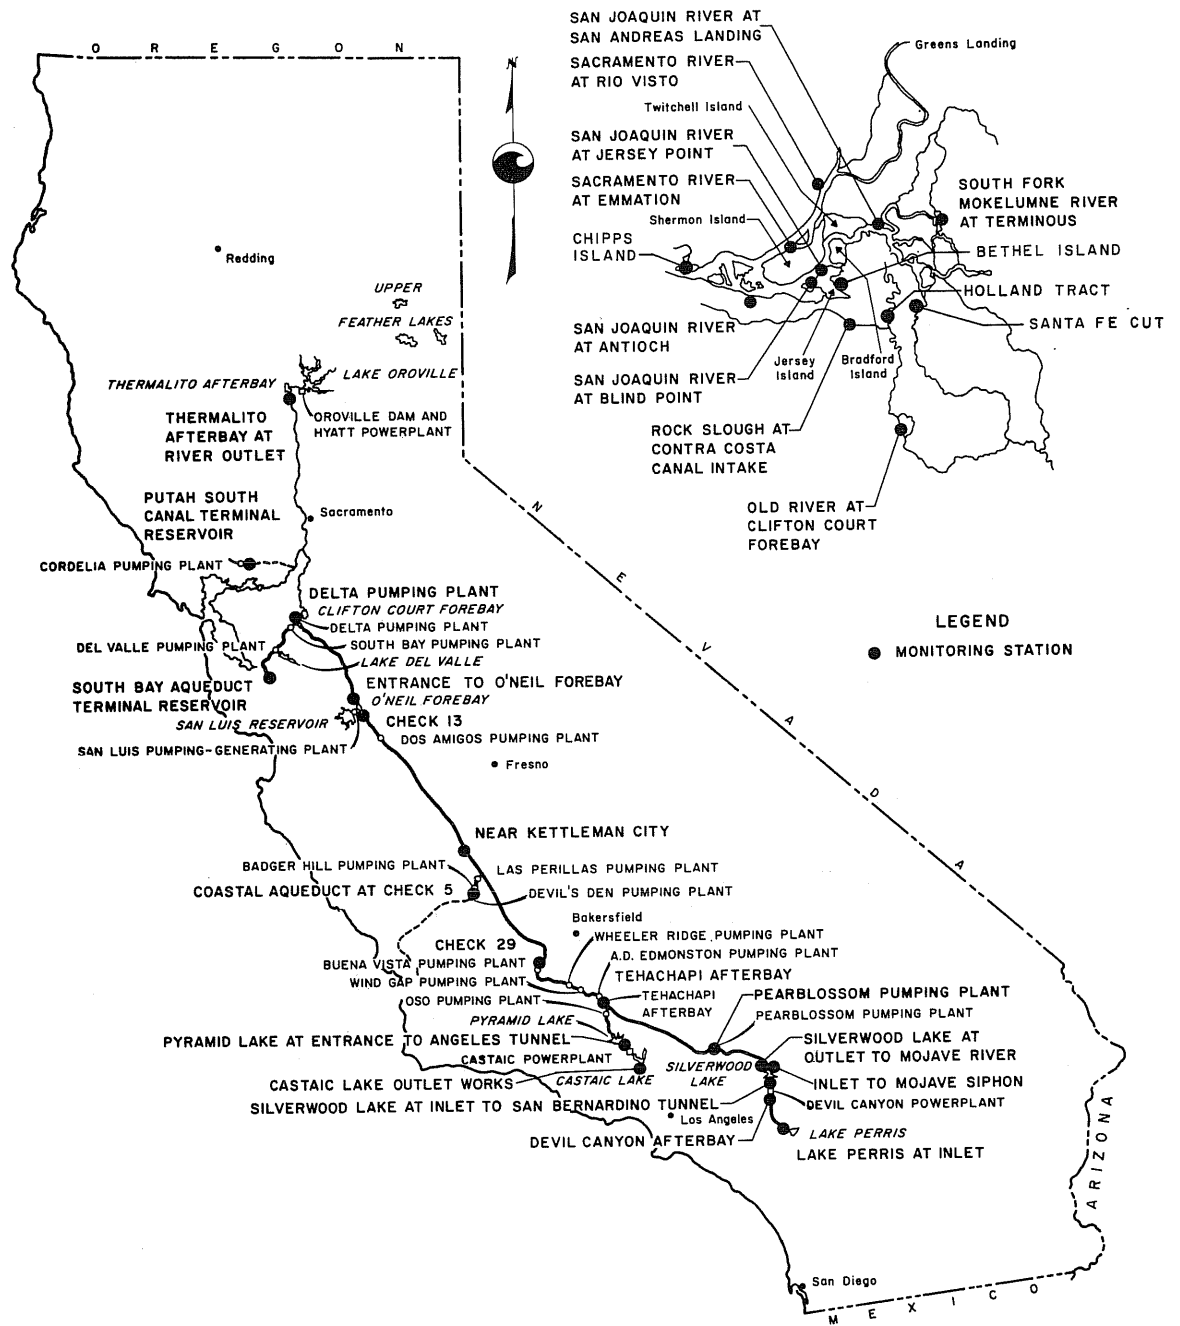 OREGON
N
SAN JOAQUIN RIVER AT
SAN ANDREAS LANDING
SACRAMENTO RIVER
AT RIO VISTO
Twitchell Island
SAN JOAQUIN RIVER
AT JERSEY POINT
SACRAMENTO RIVER
AT EMMATION
Shermon Island
CHIPPS
ISLAND
Greens Landing
SOUTH FORK
MOKELUMNE RIVER
AT TERMINOUS
BETHEL ISLAND
HOLLAND TRACT
SANTA FE CUT
SAN JOAQUIN RIVER
AT ANTIOCH
Jersey
Island
Bradford
Island
SAN JOAQUIN RIVER
AT BLIND POINT
ROCK SLOUGH AT
CONTRA COSTA
CANAL INTAKE
OLD RIVER AT
CLIFTON COURT
FOREBAY
LEGEND
MONITORING STATION
Redding
UPPER
FEATHER LAKES
LAKE OROVILLE
THERMALITO AFTERBAY
OROVILLE DAM AND
HYATT POWERPLANT
THERMALITO
AFTERBAY AT
RIVER OUTLET
PUTAH SOUTH
CANAL TERMINAL
RESERVOIR
Sacramento
CORDELIA PUMPING PLANT
DELTA PUMPING PLANT
CLIFTON COURT FOREBAY
DELTA PUMPING PLANT
DEL VALLE PUMPING PLANT
SOUTH BAY PUMPING PLANT
LAKE DEL VALLE
SOUTH BAY AQUEDUCT
TERMINAL RESERVOIR
ENTRANCE TO O'NEIL FOREBAY
O'NEIL FOREBAY
SAN LUIS RESERVOIR
CHECK 13
SAN LUIS PUMPING-GENERATING PLANT
DOS AMIGOS PUMPING PLANT
Fresno
NEVADA
NEAR KETTLEMAN CITY
BADGER HILL PUMPING PLANT
LAS PERILLAS PUMPING PLANT
COASTAL AQUEDUCT AT CHECK 5
DEVIL'S DEN PUMPING PLANT
Bakersfield
CHECK 29
WHEELER RIDGE PUMPING PLANT
BUENA VISTA PUMPING PLANT
A.D. EDMONSTON PUMPING PLANT
WIND GAP PUMPING PLANT
TEHACHAPI AFTERBAY
OSO PUMPING PLANT
TEHACHAPI
AFTERBAY
PEARBLOSSOM PUMPING PLANT
PEARBLOSSOM PUMPING PLANT
PYRAMID LAKE
PYRAMID LAKE AT ENTRANCE TO ANGELES TUNNEL
SILVERWOOD LAKE AT
OUTLET TO MOJAVE RIVER
CASTAIC POWERPLANT
SILVERWOOD
LAKE
CASTAIC LAKE OUTLET WORKS
CASTAIC LAKE
INLET TO MOJAVE SIPHON
SILVERWOOD LAKE AT INLET TO SAN BERNARDINO TUNNEL
DEVIL CANYON POWERPLANT
Los Angeles
DEVIL CANYON AFTERBAY
LAKE PERRIS
LAKE PERRIS AT INLET
ARIZONA
San Diego
MEXICO